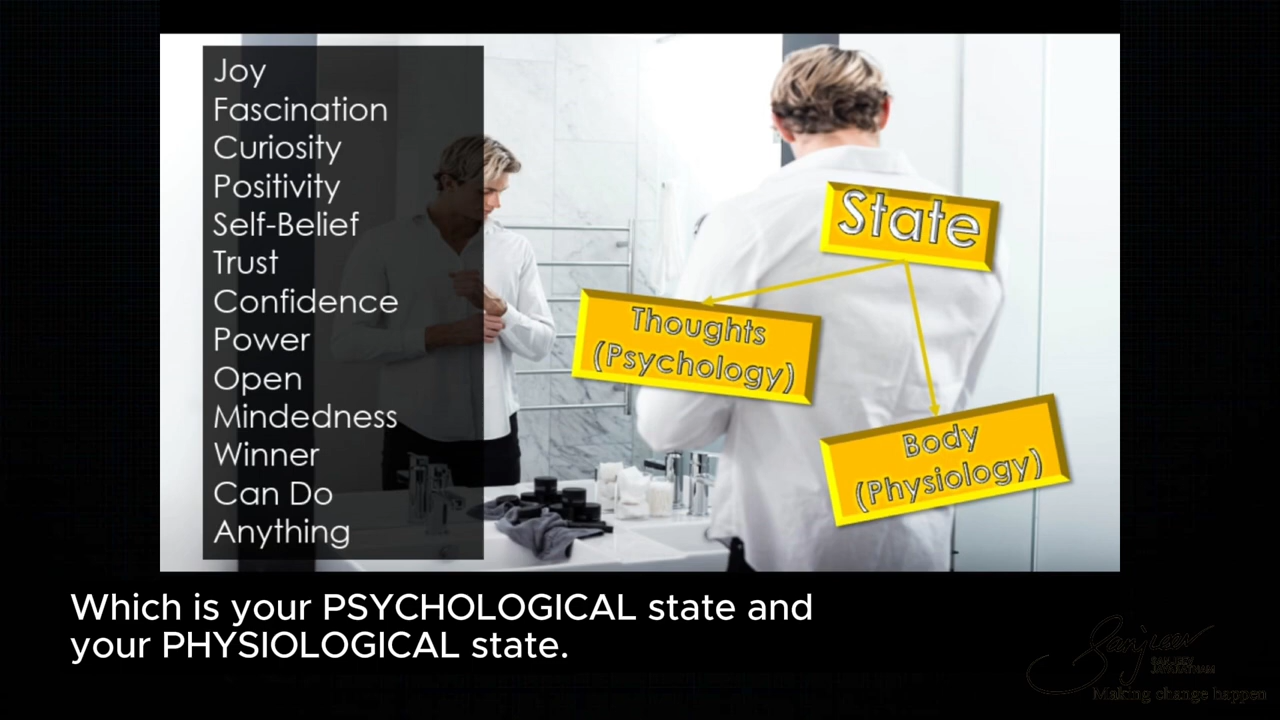 Joy
Fascination
Curiosity
Positivity
Self-Belief
Trust
Confidence
Power
Open
Mindedness
Winner
Can Do
Anything
State
Thoughts
(Psychology)
Body
(Physiology)
Which is your PSYCHOLOGICAL state and
your PHYSIOLOGICAL state.
Sanjeev
Making change happen